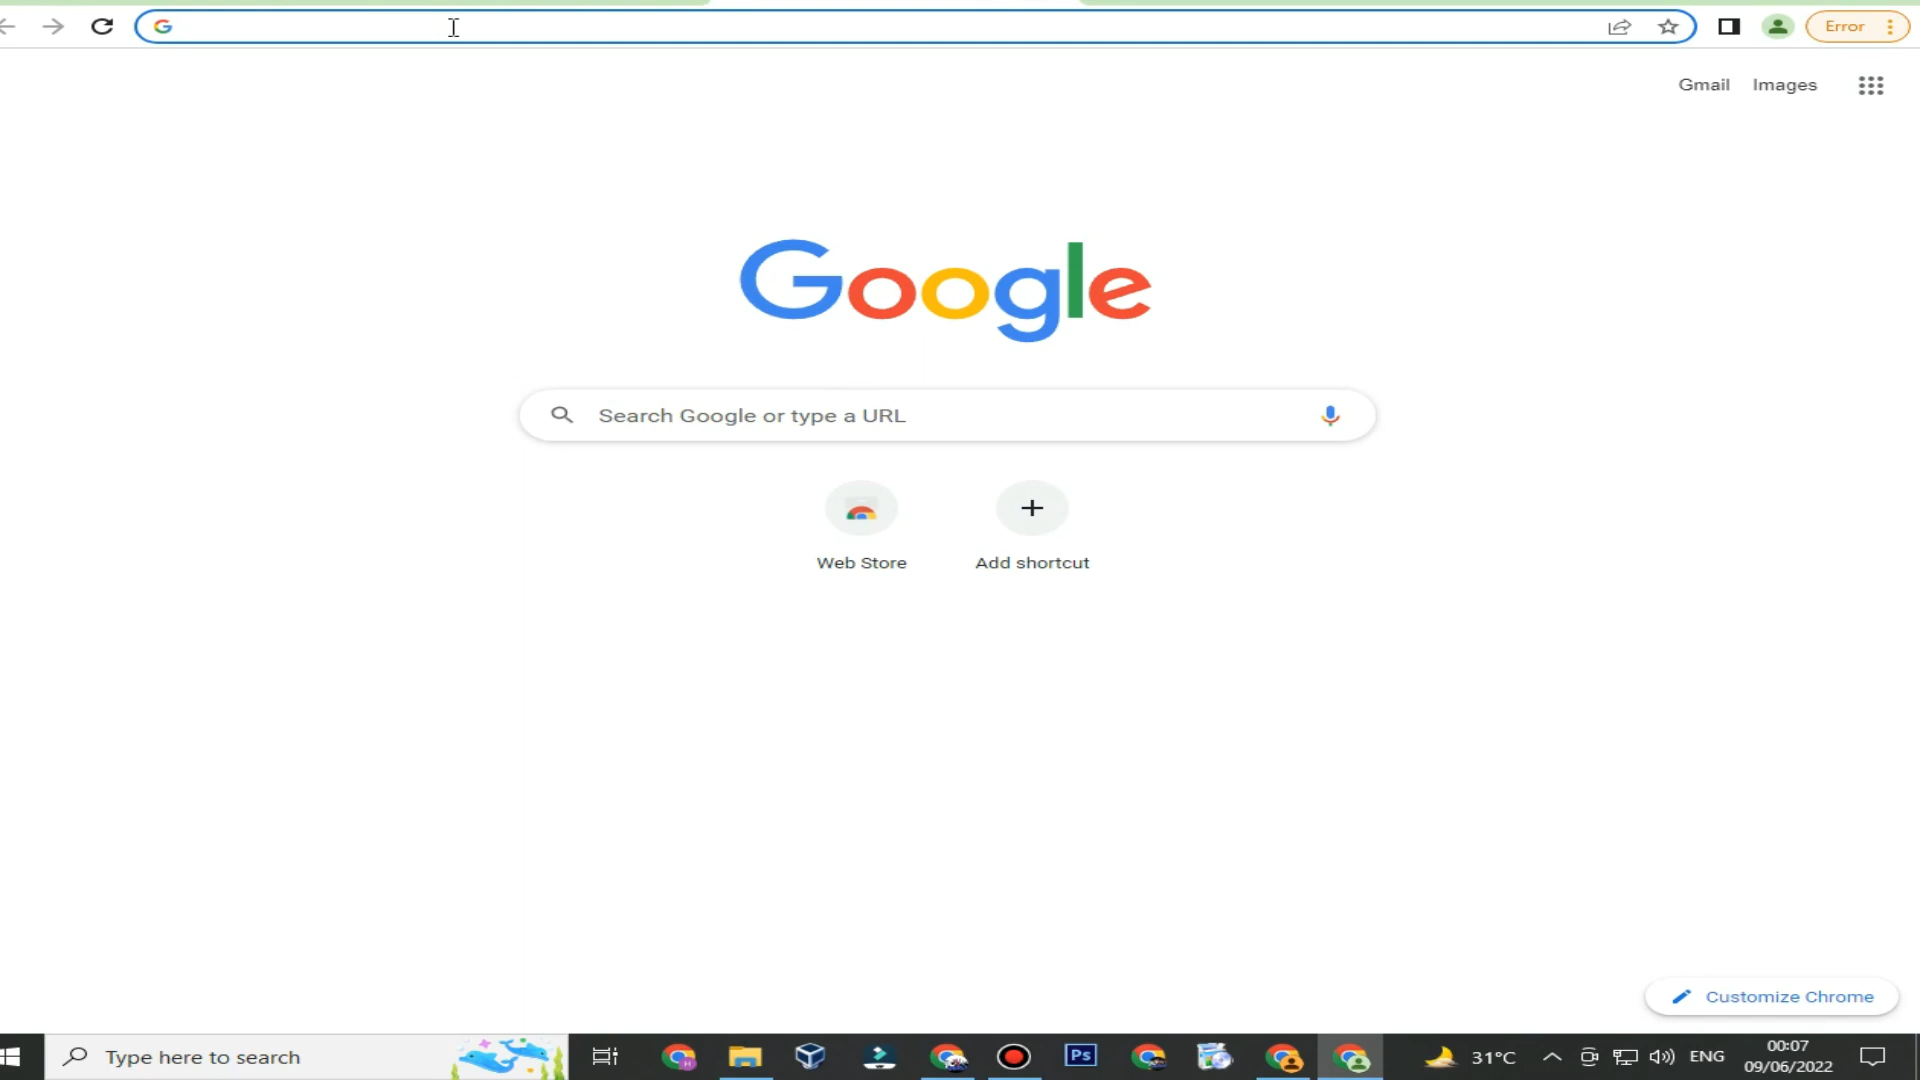 Error
Gmail Images
Google
Search Google or type a URL
Web Store Add shortcut
Customize Chrome
Type here to search
Ps
31°C
ENG
00:07
09/06/2022